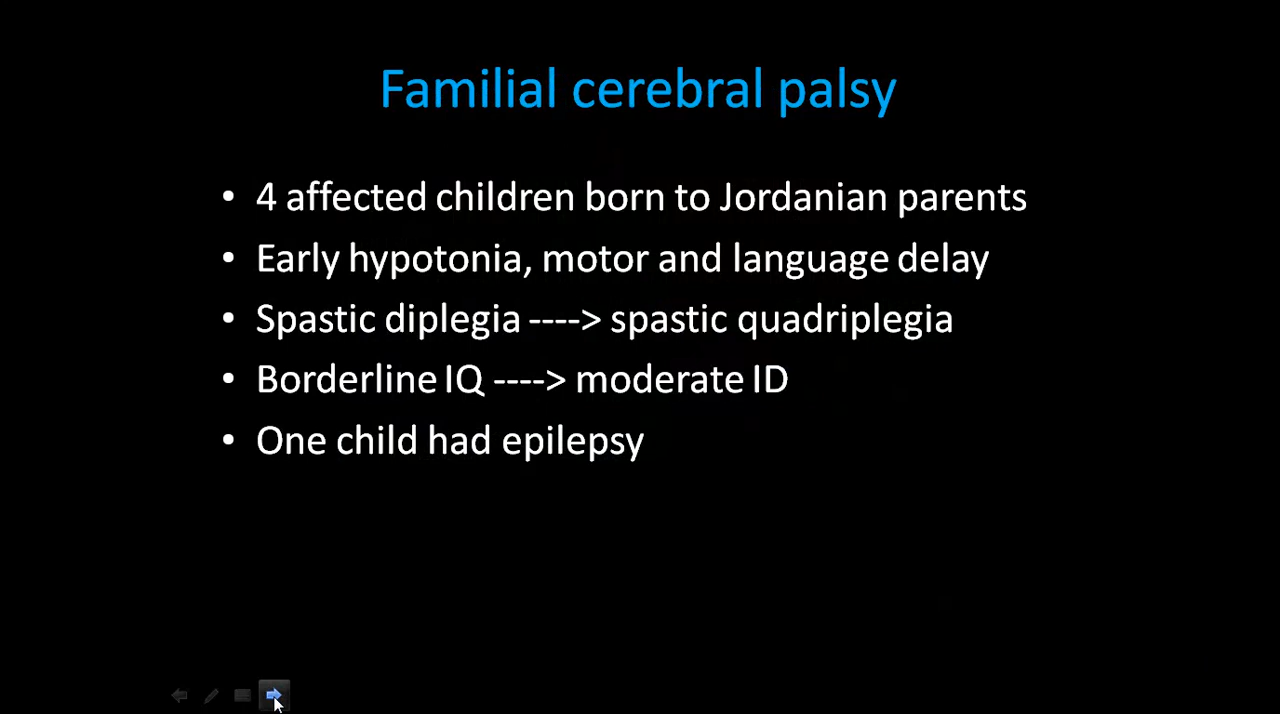 Familial cerebral palsy
• 4 affected children born to Jordanian parents
• Early hypotonia, motor and language delay
• Spastic diplegia ----> spastic quadriplegia
• Borderline IQ ----> moderate ID
• One child had epilepsy